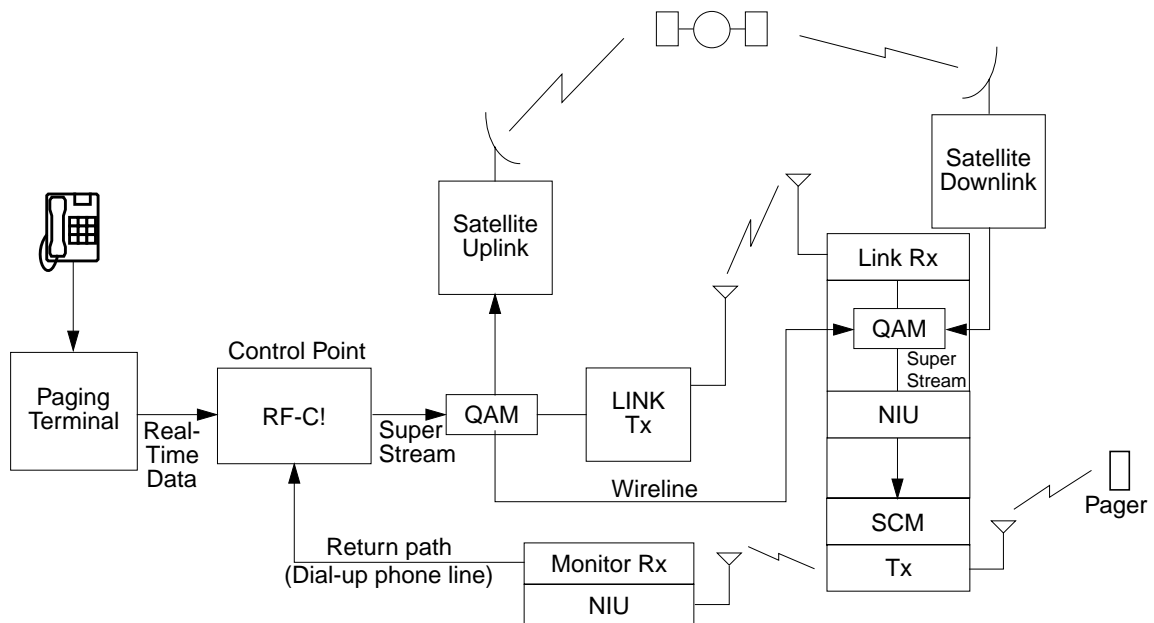 Satellite
Uplink
Satellite
Downlink
Link Rx
QAM
Super
Stream
Control Point
Paging
Terminal
Real-
Time
Data
RF-C!
Super
Stream
QAM
LINK
Tx
NIU
Wireline
SCM
Pager
Return path
(Dial-up phone line)
Monitor Rx
NIU
Tx